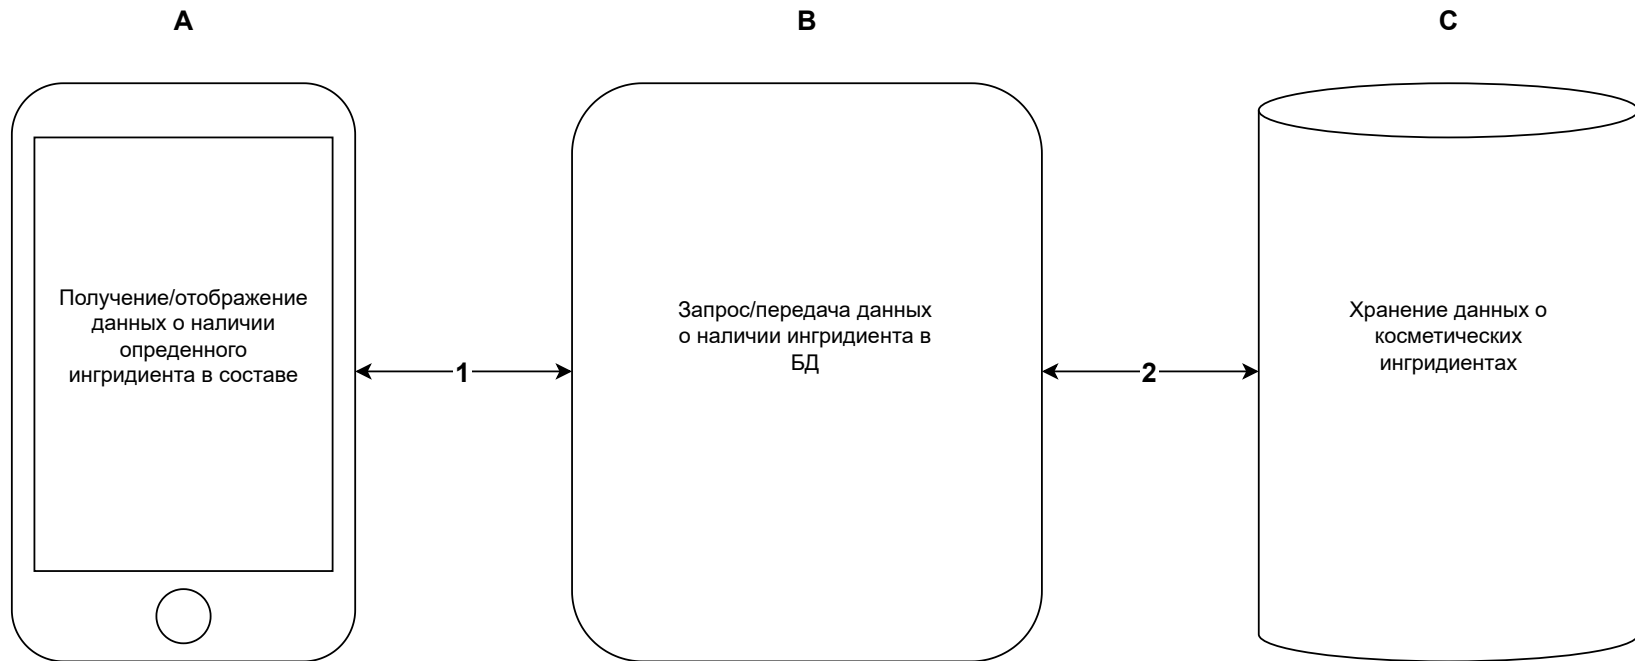 A
B
C
Получение/отображение
данных о наличии
опреденного
ингридиента в составе
1
Запрос/передача данных
о наличии ингридиента в
БД
2
Хранение данных о
косметических
ингридиентах